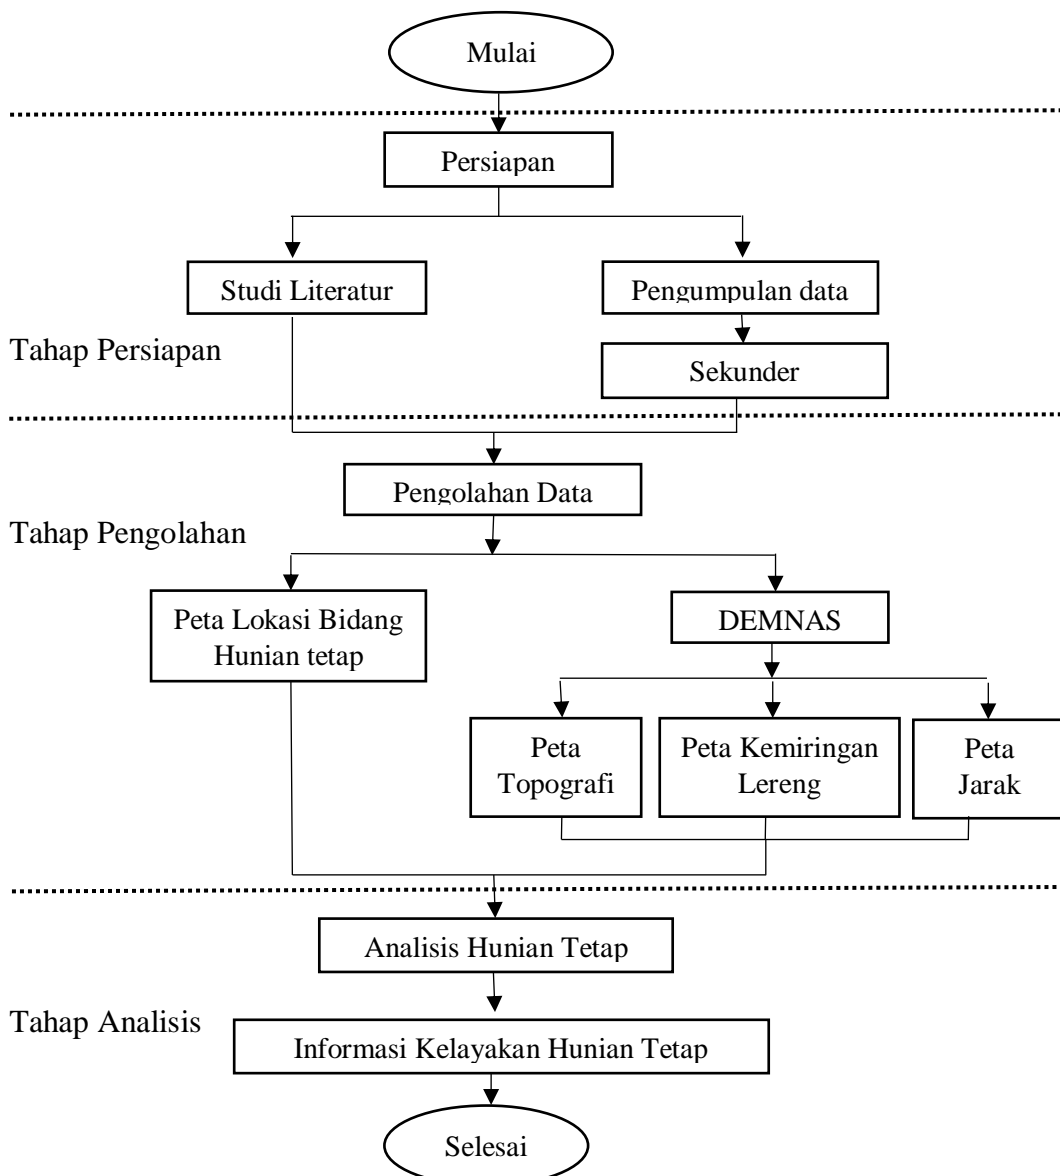 Mulai
Persiapan
Studi Literatur
Pengumpulan data
Tahap Persiapan
Sekunder
Pengolahan Data
Tahap Pengolahan
Peta Lokasi Bidang
Hunian tetap
DEMNAS
Peta
Topografi
Peta Kemiringan
Lereng
Peta
Jarak
Analisis Hunian Tetap
Tahap Analisis
Informasi Kelayakan Hunian Tetap
Selesai